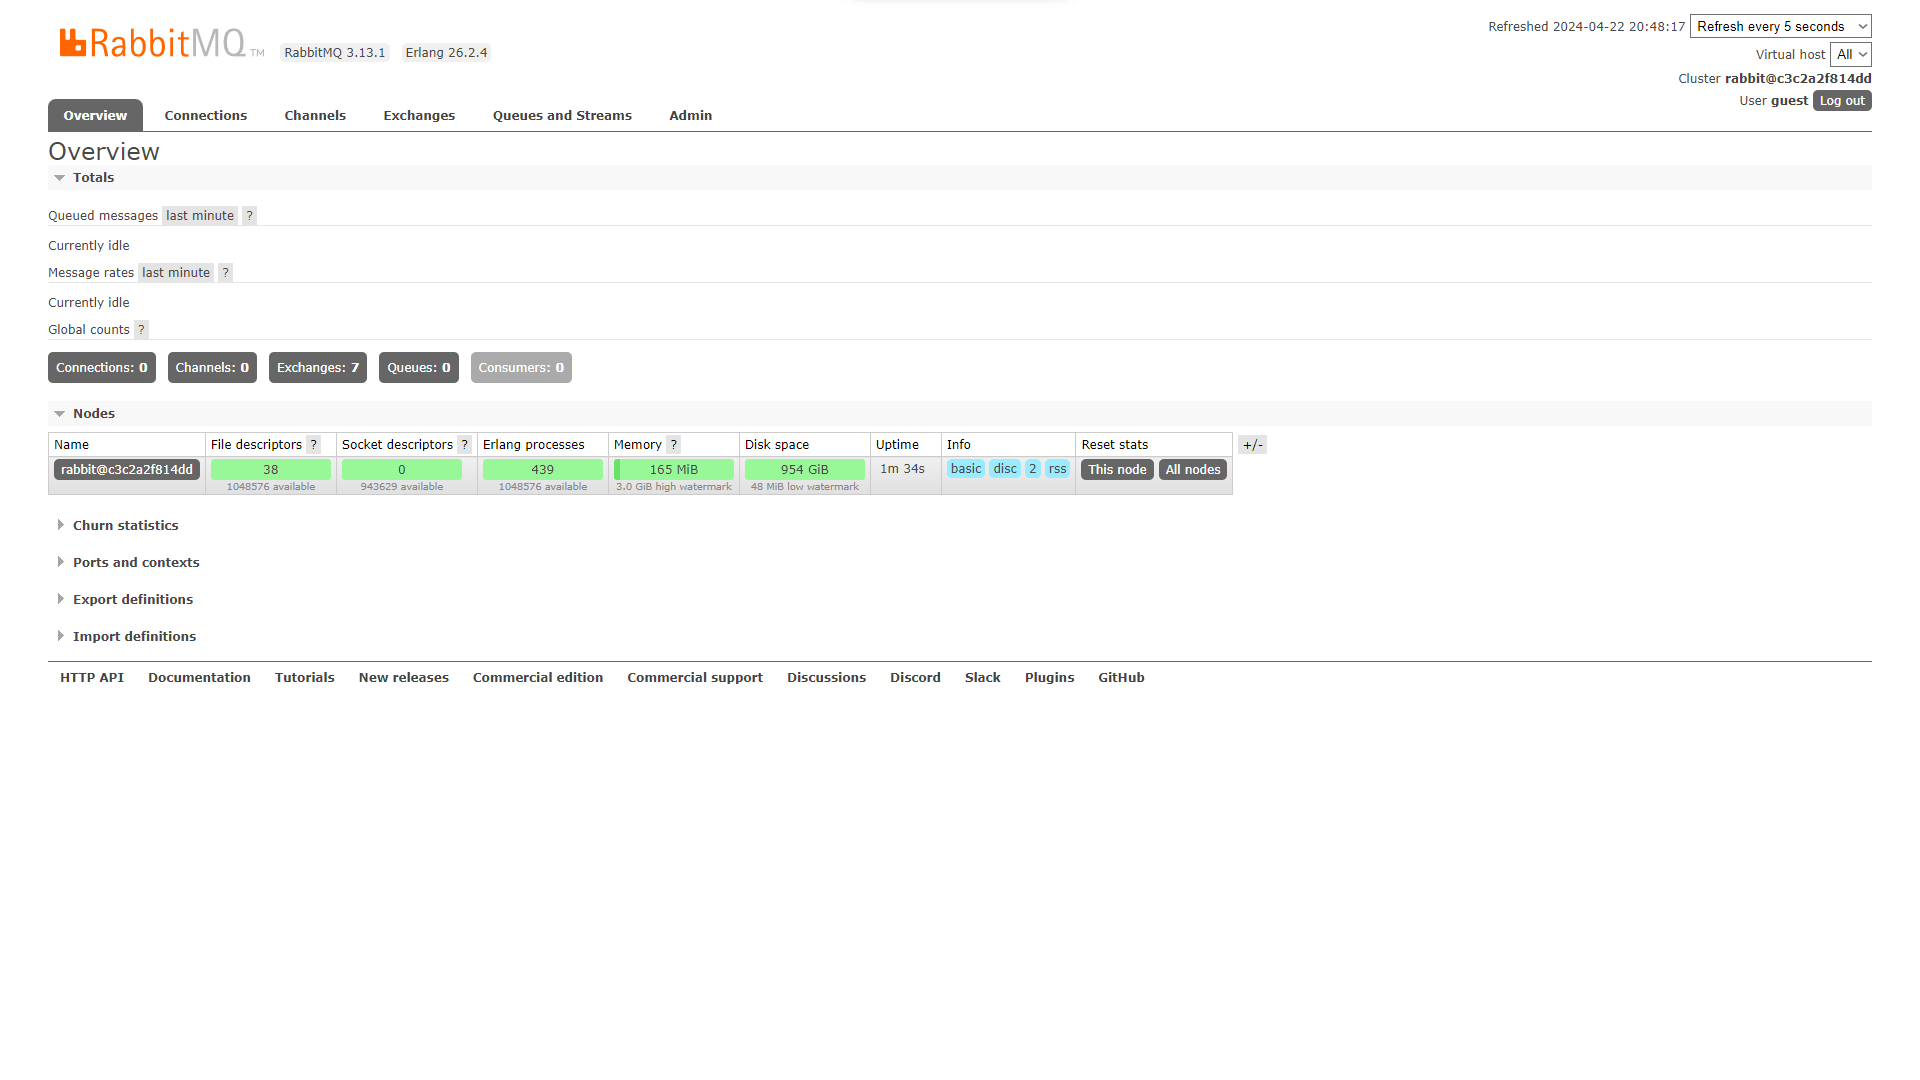 RabbitMQ TM RabbitMQ 3.13.1 Erlang 26.2.4
Refreshed 2024-04-22 20:48:17 Refresh every 5 seconds
Virtual host All
Cluster rabbit@c3c2a2f814dd
User guest Log out
Overview Connections Channels Exchanges Queues and Streams Admin
Overview
Totals
Queued messages last minute ?
Currently idle
Message rates last minute ?
Currently idle
Global counts ?
Connections: 0 Channels: 0 Exchanges: 7 Queues: 0 Consumers: 0
Nodes
Name File descriptors ? Socket descriptors ? Erlang processes Memory ? Disk space Uptime Info Reset stats +/-
rabbit@c3c2a2f814dd 38 0 439 165 MiB 954 GiB 1m 34s basic disc 2 rss This node All nodes
1048576 available 943629 available 1048576 available 3.0 GiB high watermark 48 MiB low watermark
Churn statistics
Ports and contexts
Export definitions
Import definitions
HTTP API Documentation Tutorials New releases Commercial edition Commercial support Discussions Discord Slack Plugins GitHub